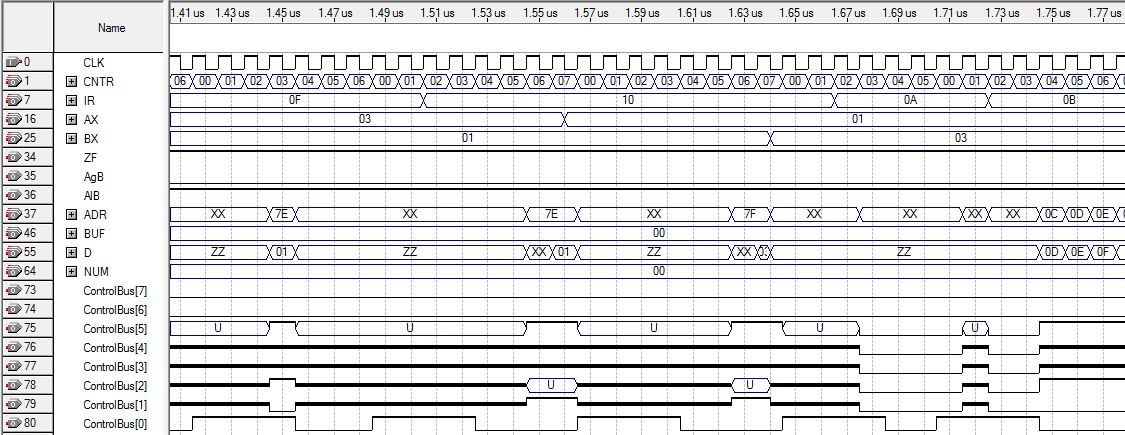 Name
1.41 us 1.43 us 1.45 us 1.47 us 1.49 us 1.51 us 1.53 us 1.55 us 1.57 us 1.59 us 1.61 us 1.63 us 1.65 us 1.67 us 1.69 us 1.71 us 1.73 us 1.75 us 1.77 us
0 CLK
1 CNTR 06 00 01 02 03 04 05 06 00 01 02 03 04 05 06 07 00 01 02 03 04 05 06 07 00 01 02 03 04 05 00 01 02 03 04 05 06
7 IR 0F 10 0A 0B
16 AX 03 01
25 BX 01 03
34 ZF
35 AgB
36 AlB
37 ADR XX 7E XX 7E XX 7F XX XX XX XX 0C 0D 0E
46 BUF 00
55 D ZZ 01 ZZ XX 01 ZZ XX ZZ 0D 0E 0F
64 NUM 00
73 ControlBus[7]
74 ControlBus[6]
75 ControlBus[5] U U U U U
76 ControlBus[4]
77 ControlBus[3]
78 ControlBus[2] U U
79 ControlBus[1]
80 ControlBus[0]